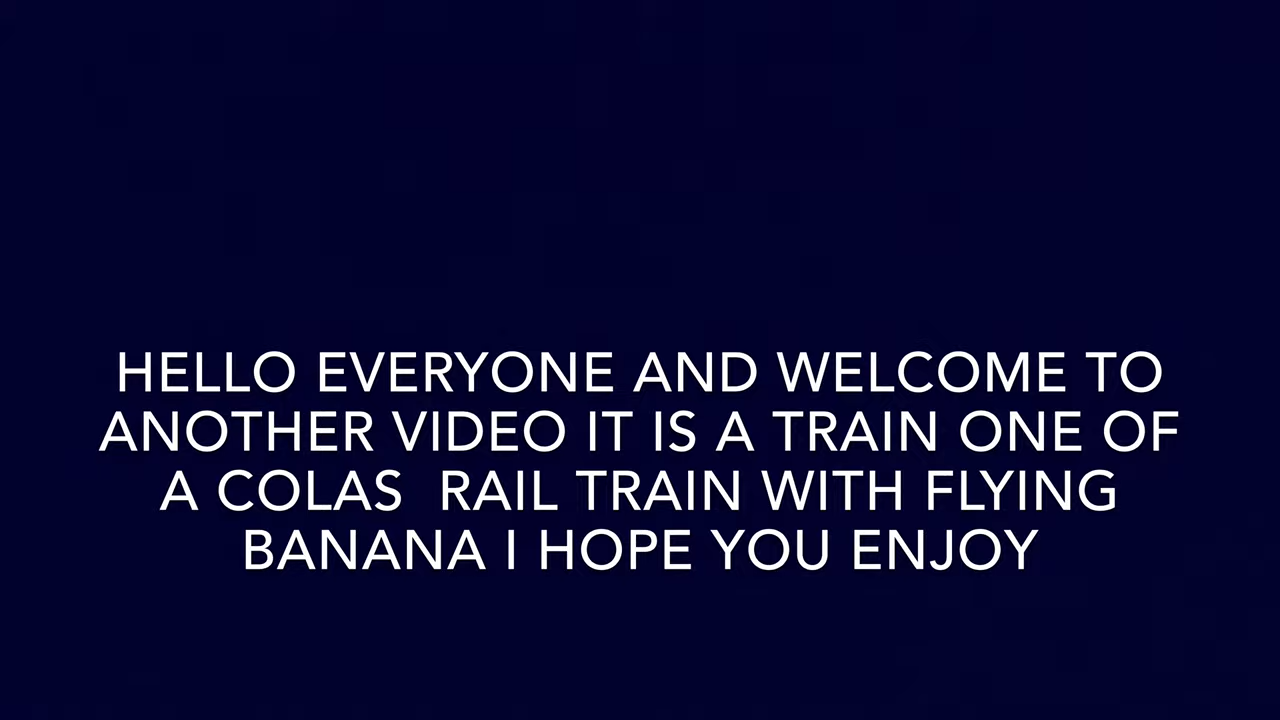 HELLO EVERYONE AND WELCOME TO
ANOTHER VIDEO IT IS A TRAIN ONE OF
A COLAS  RAIL TRAIN WITH FLYING
BANANA I HOPE YOU ENJOY